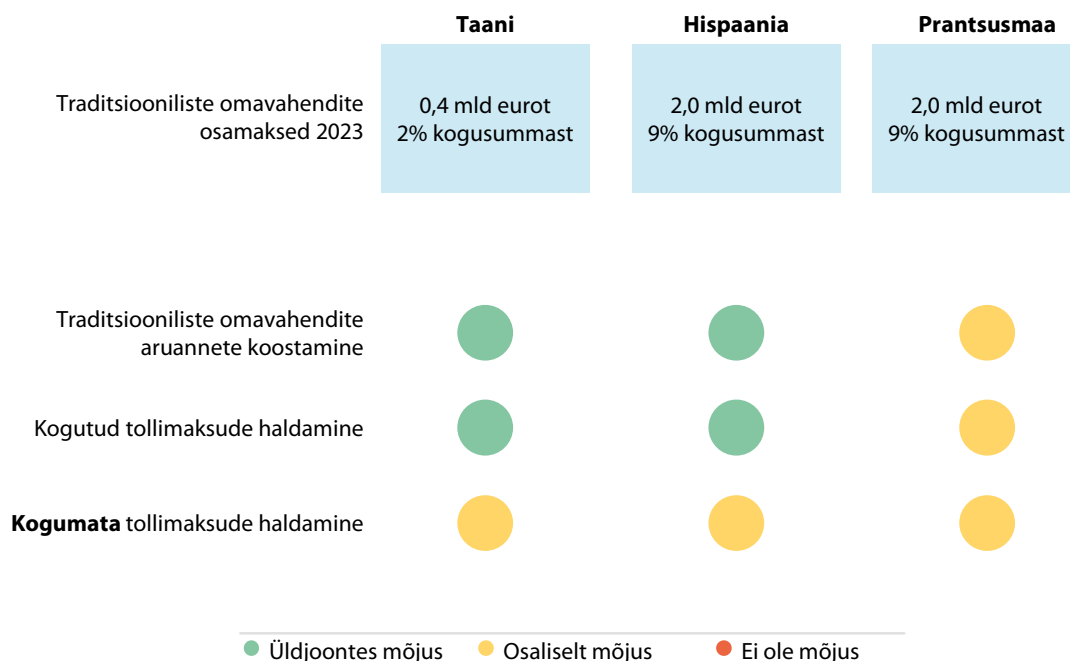 Taani Hispaania Prantsusmaa
Traditsiooniliste omavahendite
osamaksed 2023
0,4 mld eurot
2% kogusummast
2,0 mld eurot
9% kogusummast
2,0 mld eurot
9% kogusummast
Traditsiooniliste omavahendite
aruannete koostamine
Kogutud tollimaksude haldamine
Kogumata tollimaksude haldamine
Üldjoontes mõjus Osaliselt mõjus Ei ole mõjus